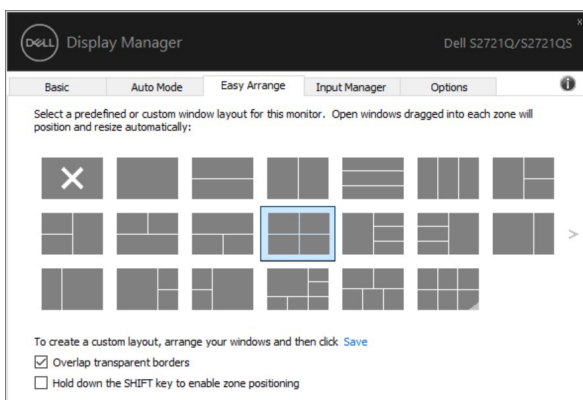 DELL Display Manager
Dell S2721Q/S2721QS
Basic Auto Mode Easy Arrange Input Manager Options
Select a predefined or custom window layout for this monitor. Open windows dragged into each zone will
position and resize automatically:
To create a custom layout, arrange your windows and then click Save
Overlap transparent borders
Hold down the SHIFT key to enable zone positioning